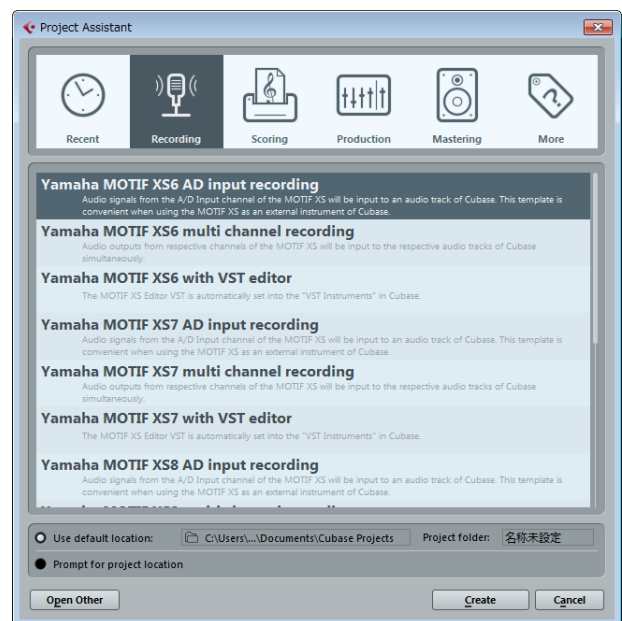 Project Assistant
Recent
Recording
Scoring
Production
Mastering
More
Yamaha MOTIF XS6 AD input recording
Audio signals from the A/D Input channel of the MOTIF XS will be input to an audio track of Cubase. This template is
convenient when using the MOTIF XS as an external instrument of Cubase.
Yamaha MOTIF XS6 multi channel recording
Audio outputs from respective channels of the MOTIF XS will be input to the respective audio tracks of Cubase
simultaneously.
Yamaha MOTIF XS6 with VST editor
The MOTIF XS Editor VST is automatically set into the "VST Instruments" in Cubase.
Yamaha MOTIF XS7 AD input recording
Audio signals from the A/D Input channel of the MOTIF XS will be input to an audio track of Cubase. This template is
convenient when using the MOTIF XS as an external instrument of Cubase.
Yamaha MOTIF XS7 multi channel recording
Audio outputs from respective channels of the MOTIF XS will be input to the respective audio tracks of Cubase
simultaneously.
Yamaha MOTIF XS7 with VST editor
The MOTIF XS Editor VST is automatically set into the "VST Instruments" in Cubase.
Yamaha MOTIF XS8 AD input recording
Audio signals from the A/D Input channel of the MOTIF XS will be input to an audio track of Cubase. This template is
convenient when using the MOTIF XS as an external instrument of Cubase.
Use default location:
C:\Users\...\Documents\Cubase Projects
Project folder:
名称未設定
Prompt for project location
Open Other
Create
Cancel